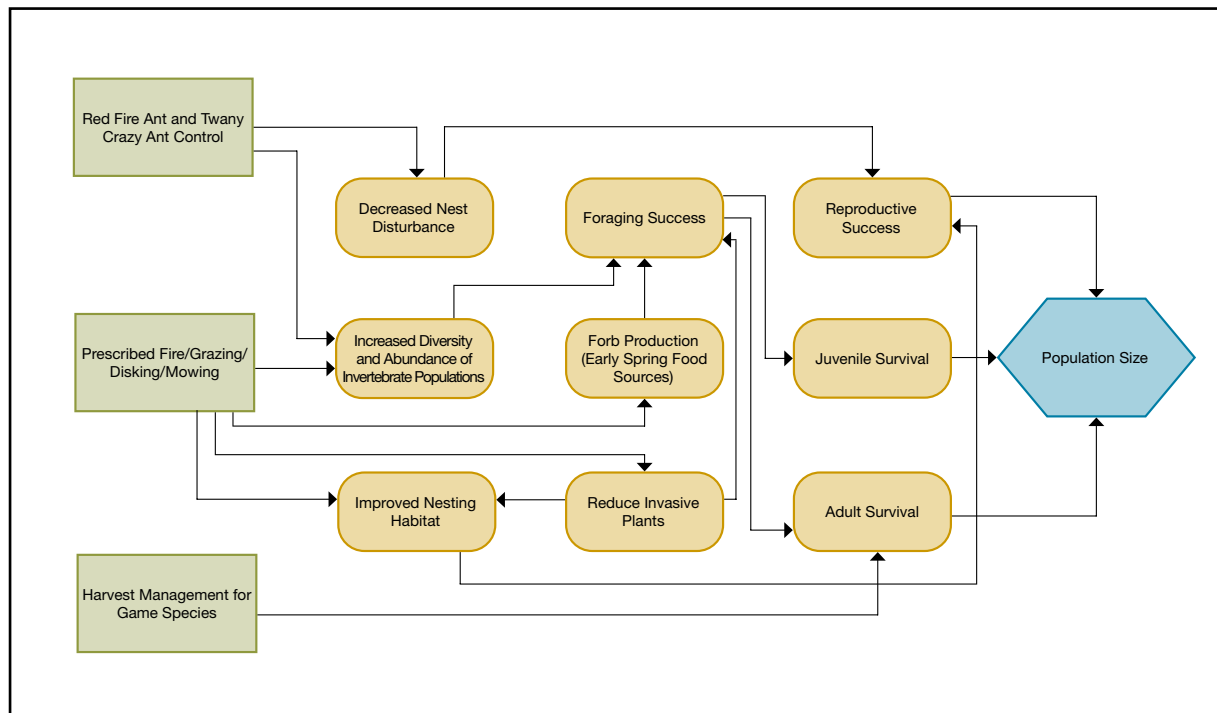 Red Fire Ant and Twany
Crazy Ant Control
Decreased Nest
Disturbance
Foraging Success
Reproductive
Success
Prescribed Fire/Grazing/
Disking/Mowing
Increased Diversity
and Abundance of
Invertebrate Populations
Forb Production
(Early Spring Food
Sources)
Juvenile Survival
Population Size
Improved Nesting
Habitat
Reduce Invasive
Plants
Adult Survival
Harvest Management for
Game Species